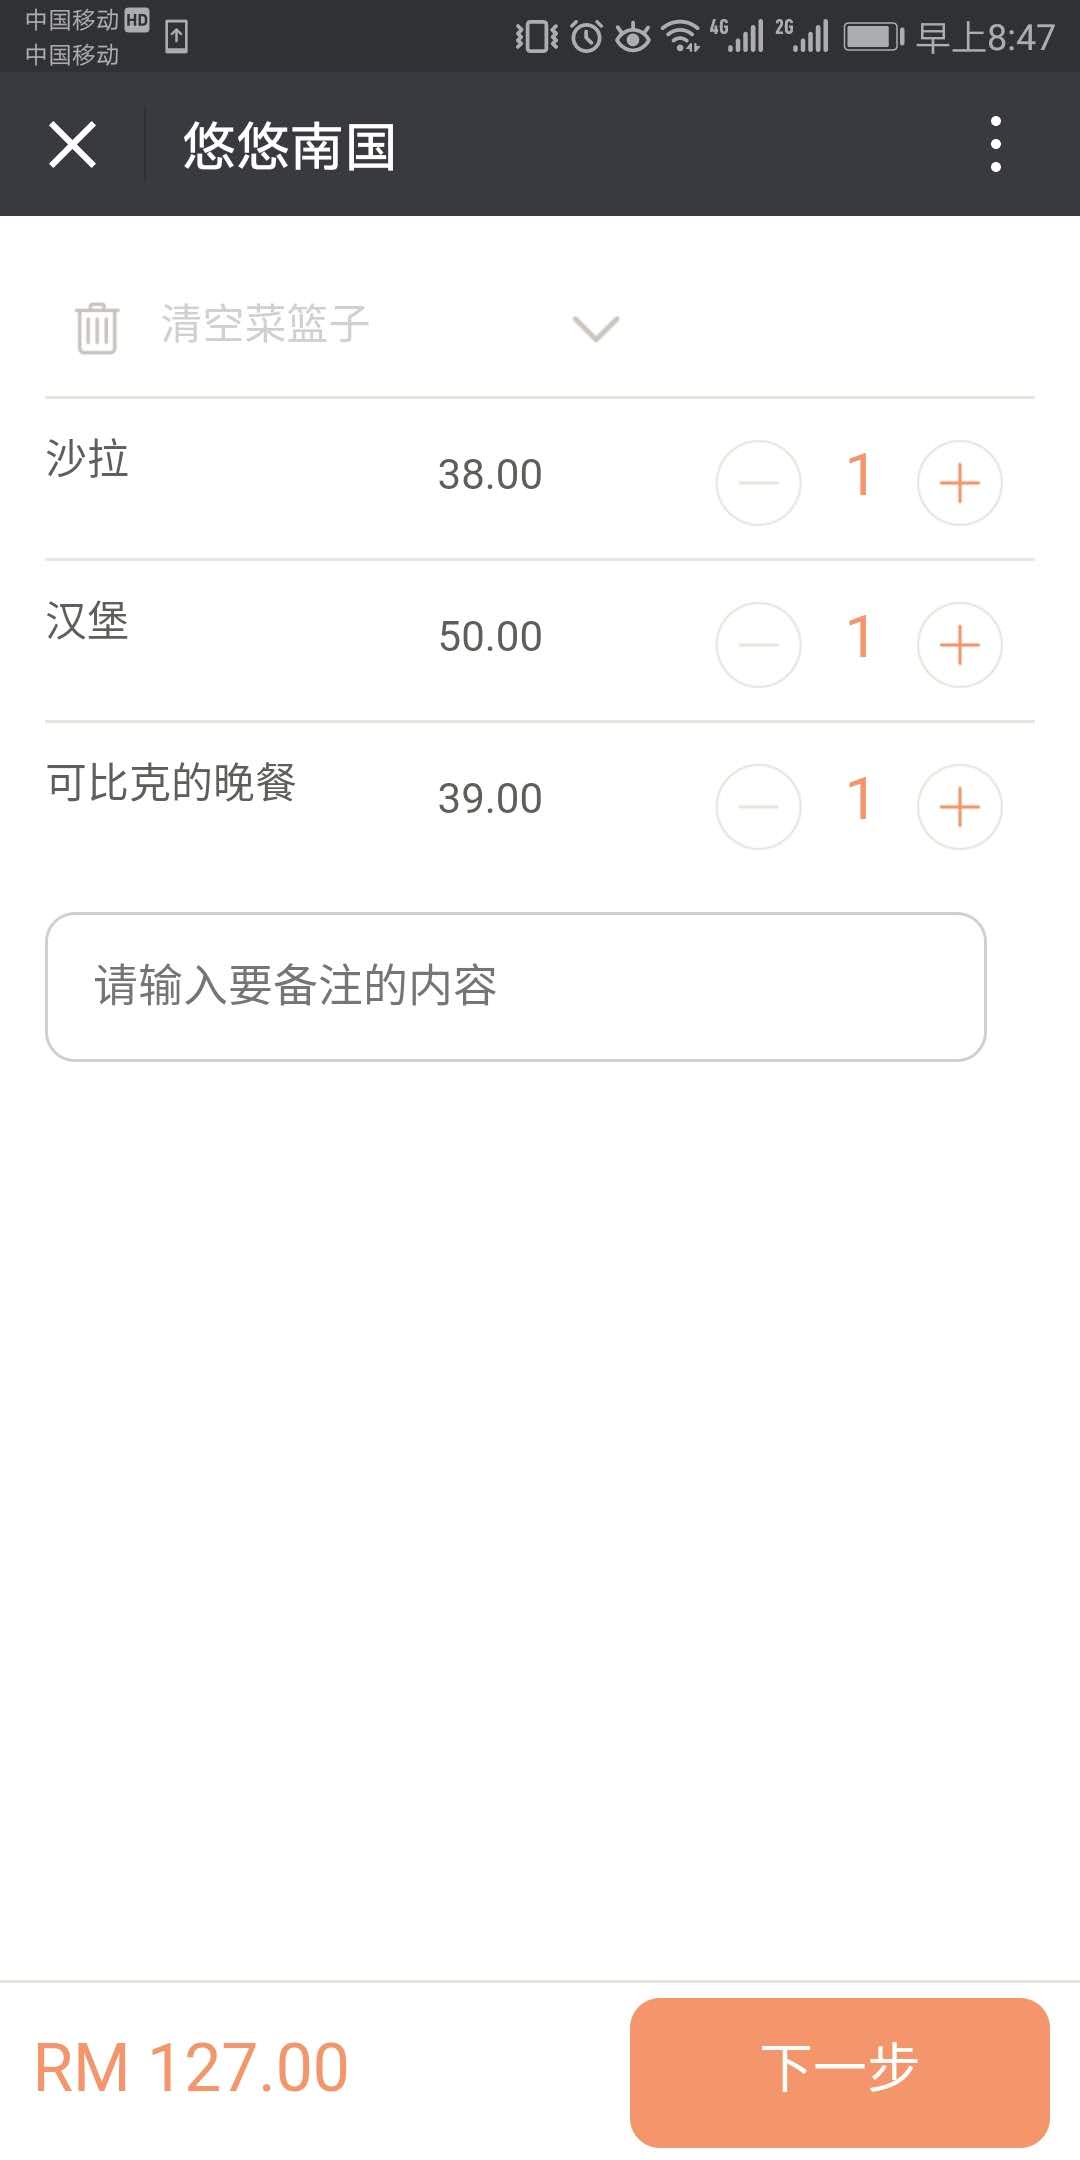 中国移动 HD
中国移动
4G 2G 早上8:47
悠悠南国
清空菜篮子
沙拉 38.00 1
汉堡 50.00 1
可比克的晚餐 39.00 1
请输入要备注的内容
RM 127.00 下一步